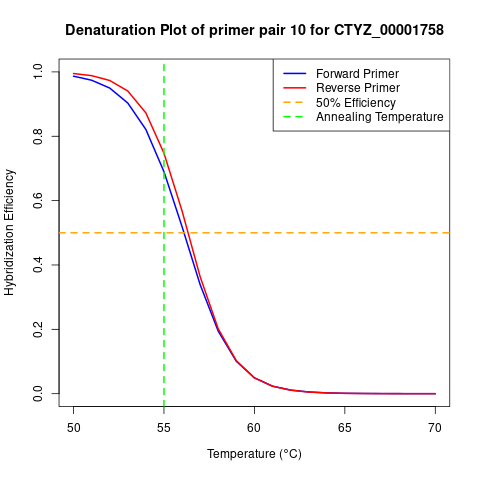 Denaturation Plot of primer pair 10 for CTYZ_00001758
Forward Primer
Reverse Primer
50% Efficiency
Annealing Temperature
Hybridization Efficiency
1.0
0.8
0.6
0.4
0.2
0.0
50 55 60 65 70
Temperature (°C)